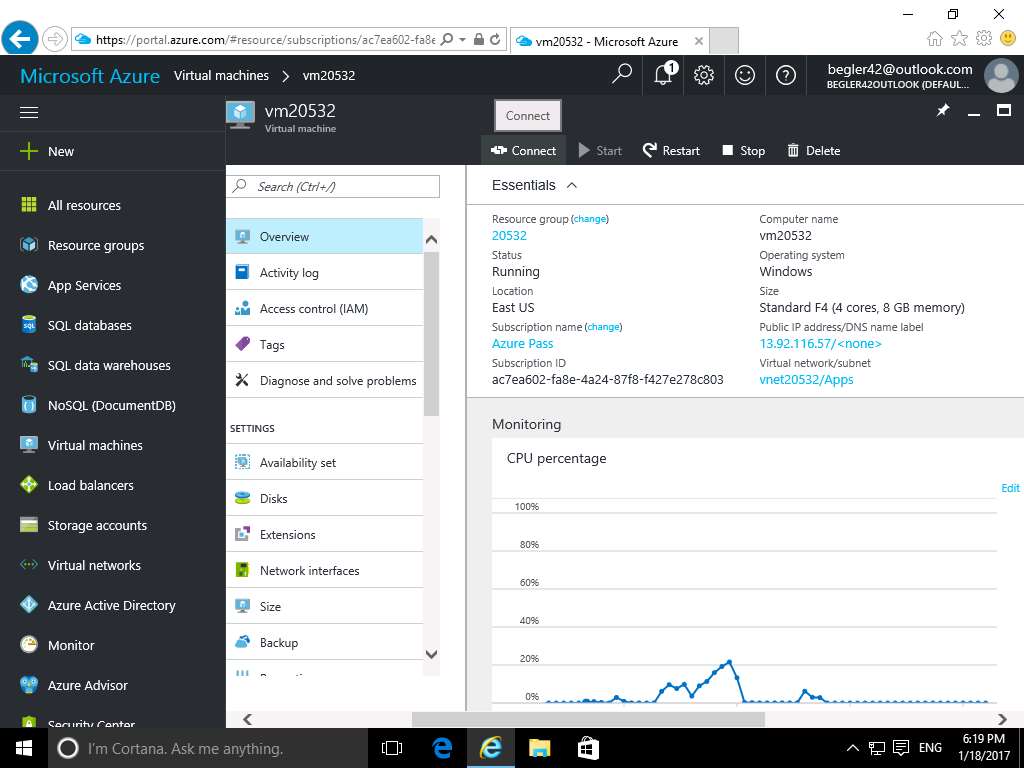 https://portal.azure.com/#resource/subscriptions/ac7ea602-fa8e
vm20532 - Microsoft Azure
Microsoft Azure
Virtual machines
vm20532
1
begler42@outlook.com
BEGLER42OUTLOOK (DEFAUL...
vm20532
Virtual machine
Connect
New
Connect
Start
Restart
Stop
Delete
Search (Ctrl+/)
Essentials
All resources
Resource groups
App Services
SQL databases
SQL data warehouses
NoSQL (DocumentDB)
Virtual machines
Load balancers
Storage accounts
Virtual networks
Azure Active Directory
Monitor
Azure Advisor
Security Center
Overview
Activity log
Access control (IAM)
Tags
Diagnose and solve problems
SETTINGS
Availability set
Disks
Extensions
Network interfaces
Size
Backup
Resource group (change)
20532
Status
Running
Location
East US
Subscription name (change)
Azure Pass
Subscription ID
ac7ea602-fa8e-4a24-87f8-f427e278c803
Computer name
vm20532
Operating system
Windows
Size
Standard F4 (4 cores, 8 GB memory)
Public IP address/DNS name label
13.92.116.57/<none>
Virtual network/subnet
vnet20532/Apps
Monitoring
CPU percentage
Edit
100%
80%
60%
40%
20%
0%
I'm Cortana. Ask me anything.
ENG
6:19 PM
1/18/2017